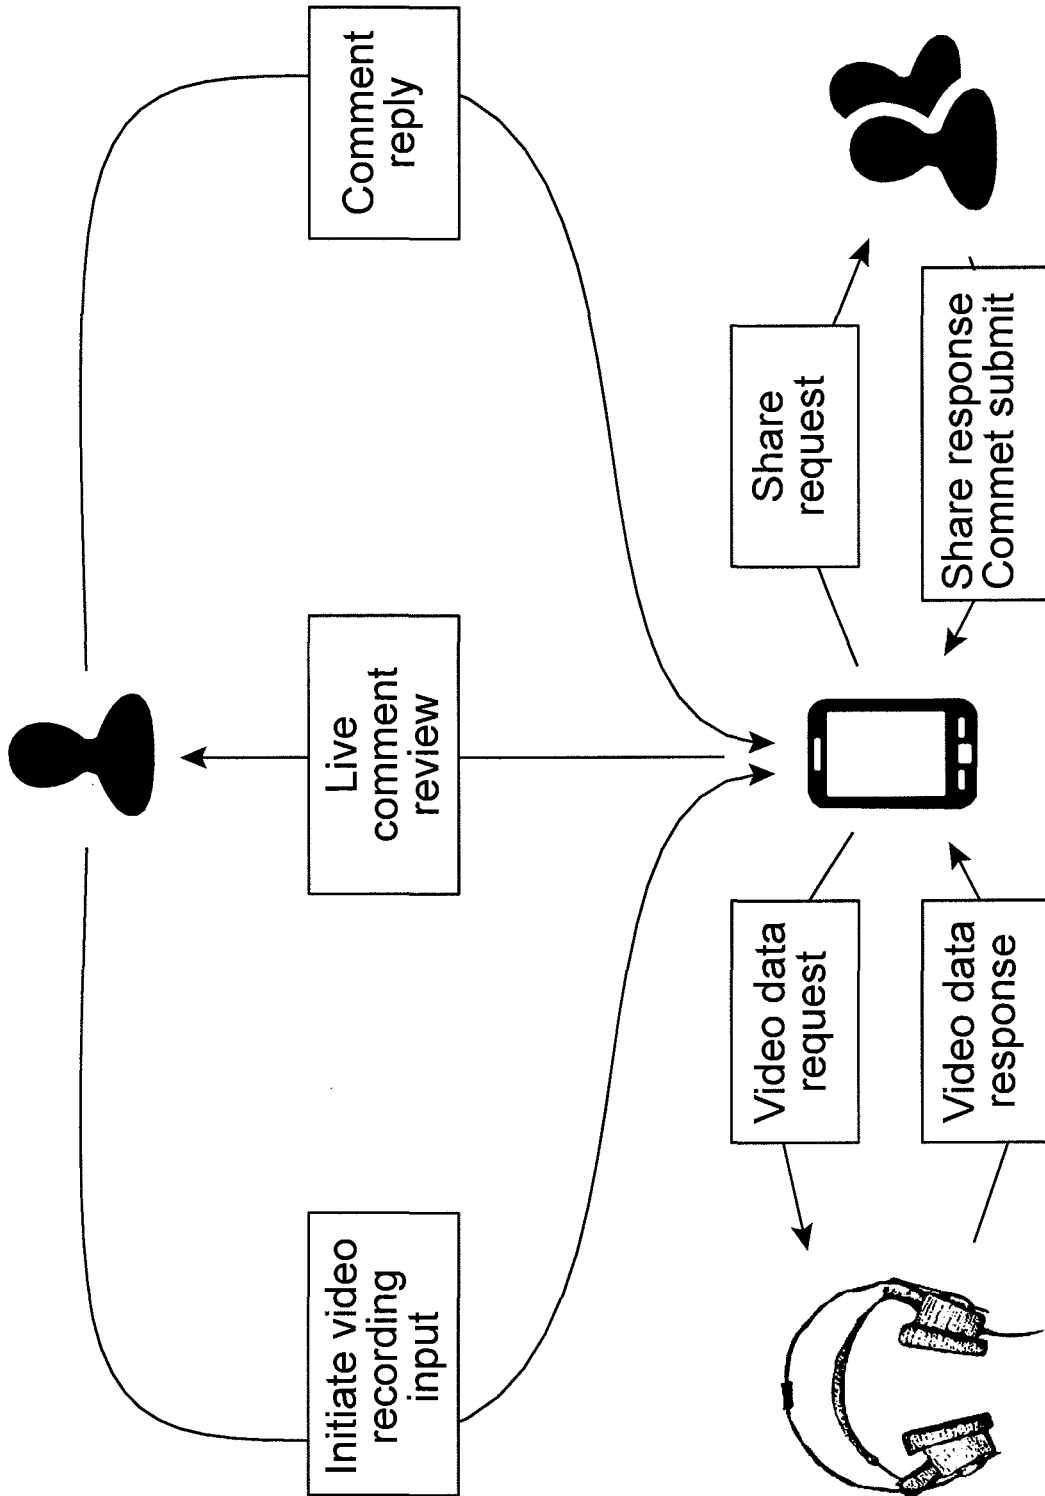 Initiate video
recording
input
Live
comment
review
Comment
reply
Video data
request
Share
request
Video data
response
Share response
Commet submit